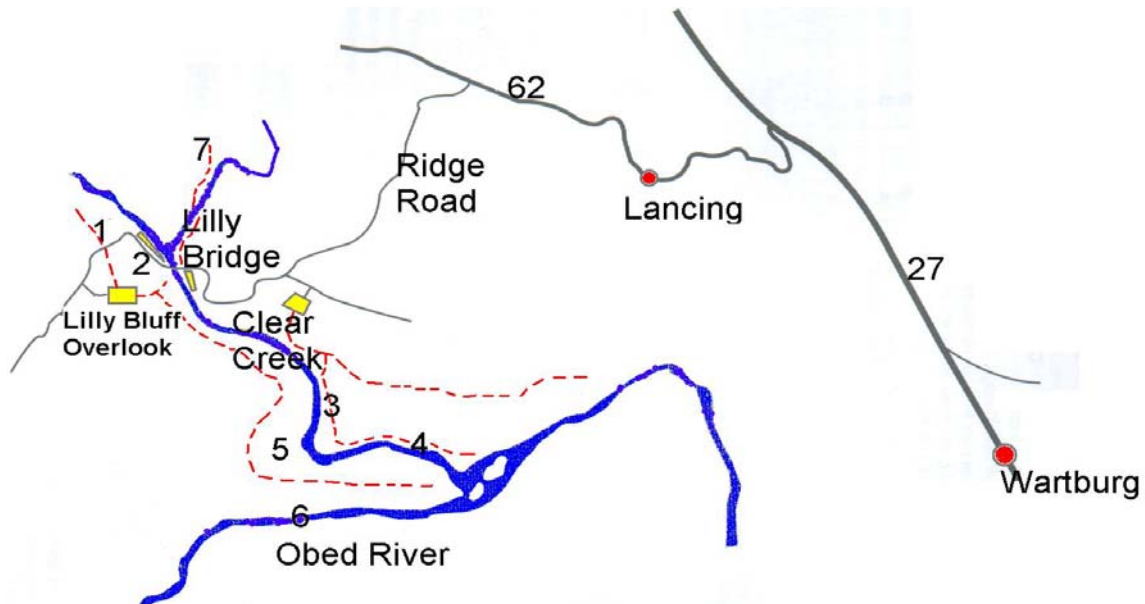 62
7
Ridge
Road
Lancing
Lilly
Bridge
1
2
27
Lilly Bluff
Overlook
Clear
Creek
3
5
4
Wartburg
6
Obed River